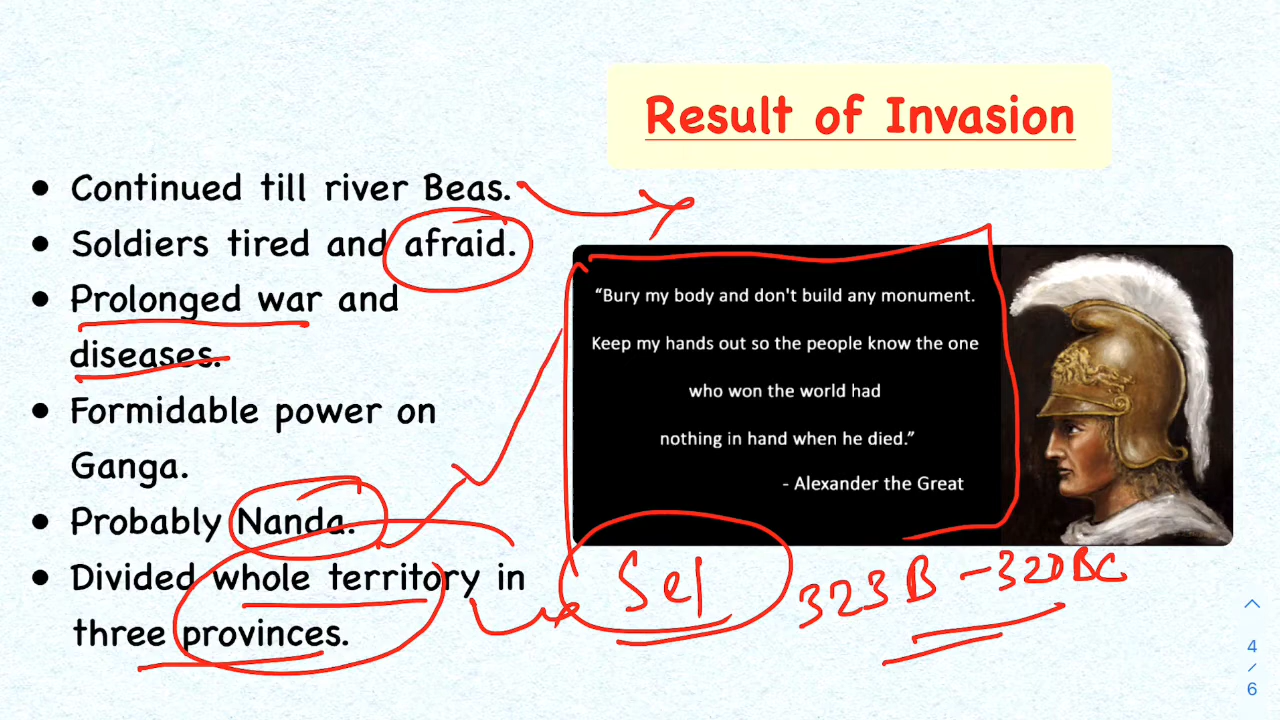 Result of Invasion
• Continued till river Beas.
• Soldiers tired and afraid.
• Prolonged war and
diseases.
• Formidable power on
Ganga.
• Probably Nanda.
• Divided whole territory in
three provinces.
“Bury my body and don't build any monument.
Keep my hands out so the people know the one
who won the world had
nothing in hand when he died.”
- Alexander the Great
Sel
323B - 320BC
4
/
6